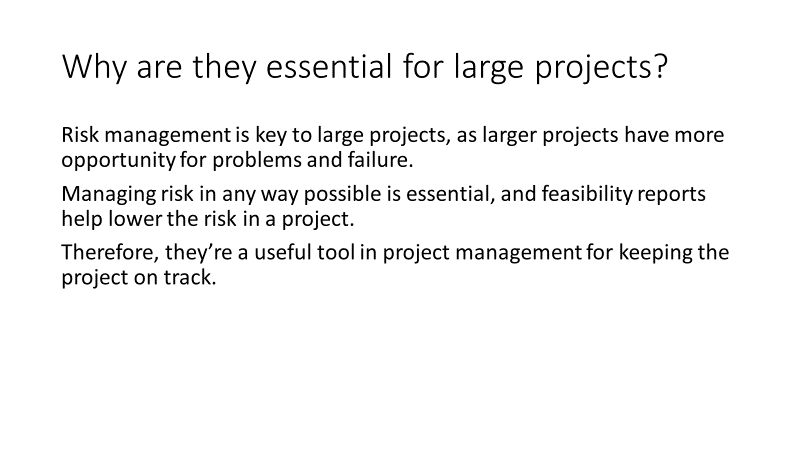 Why are they essential for large projects?
Risk management is key to large projects, as larger projects have more
opportunity for problems and failure.
Managing risk in any way possible is essential, and feasibility reports
help lower the risk in a project.
Therefore, they’re a useful tool in project management for keeping the
project on track.